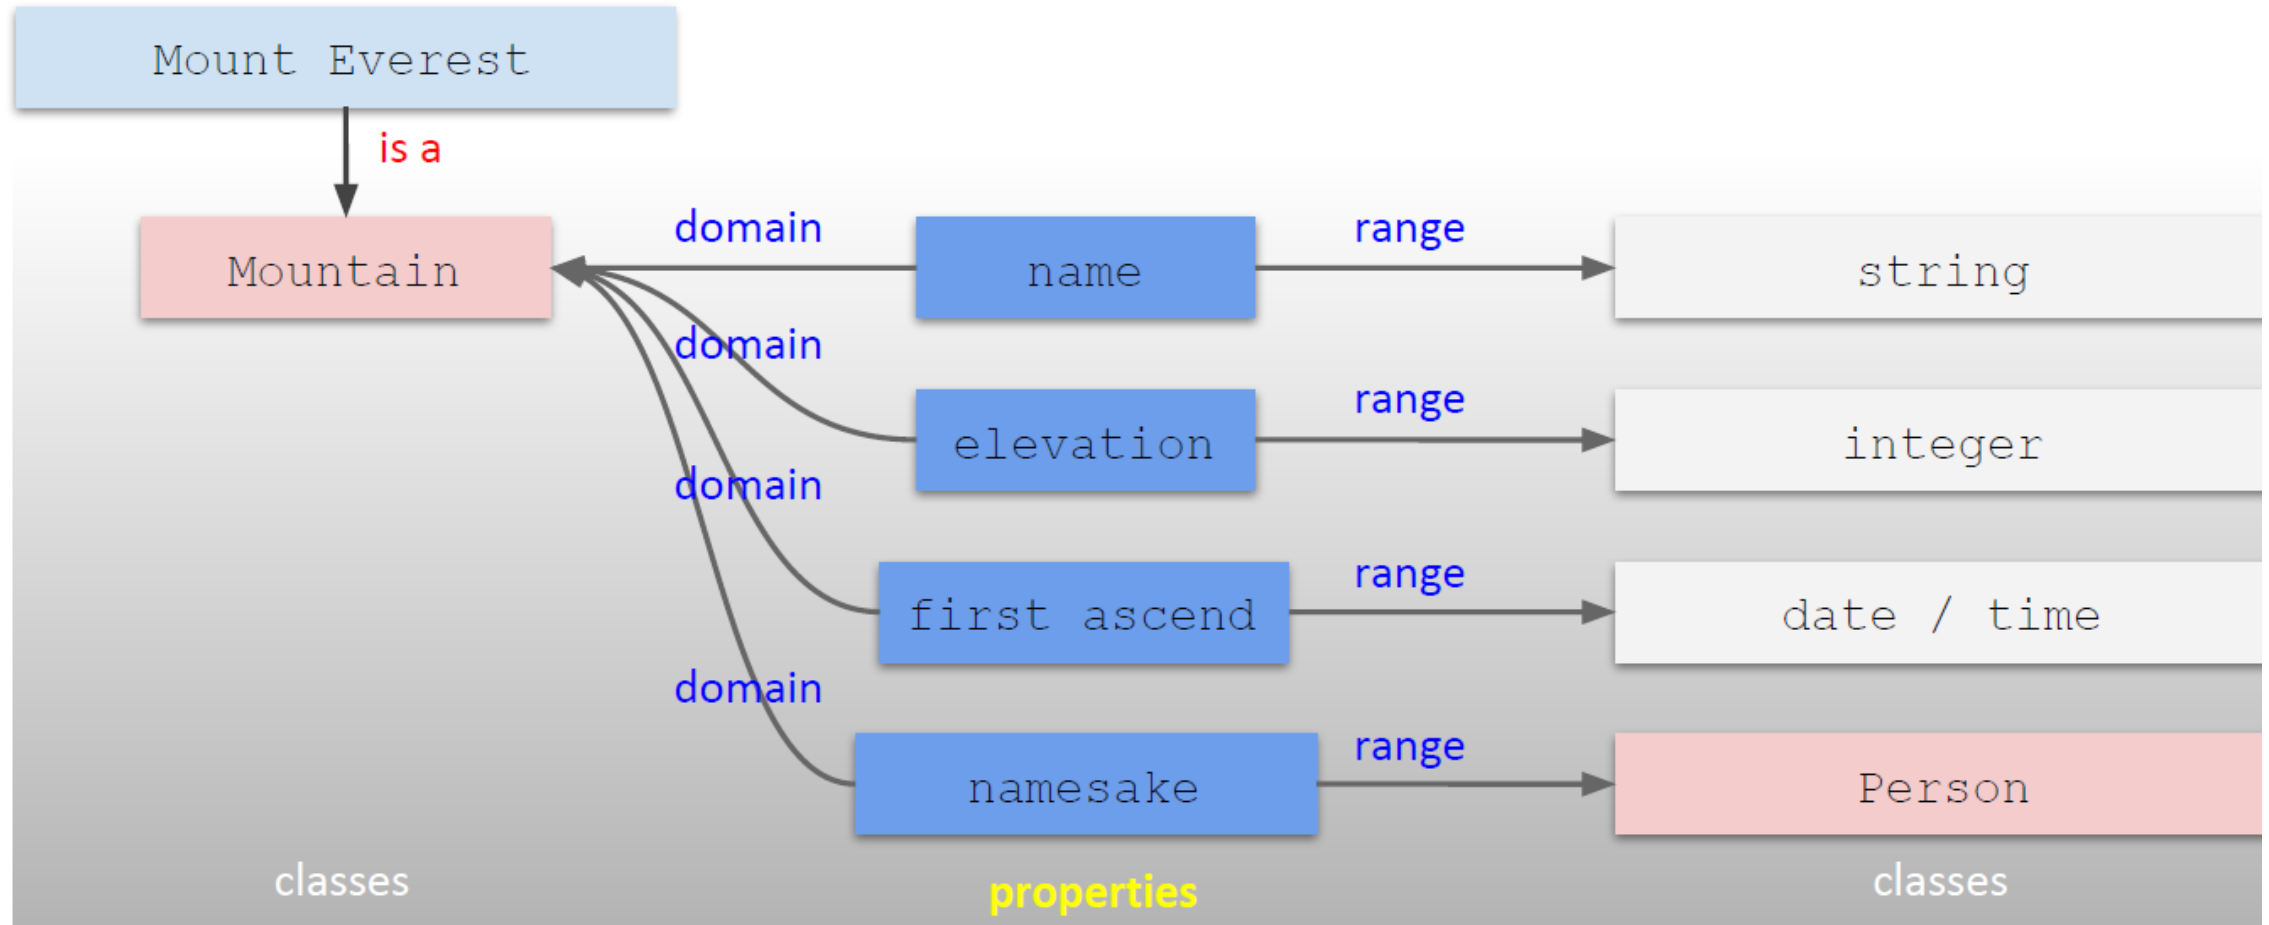 Mount Everest
is a
Mountain
domain
name
range
string
domain
elevation
range
integer
domain
first ascend
range
date / time
domain
namesake
range
Person
classes
properties
classes